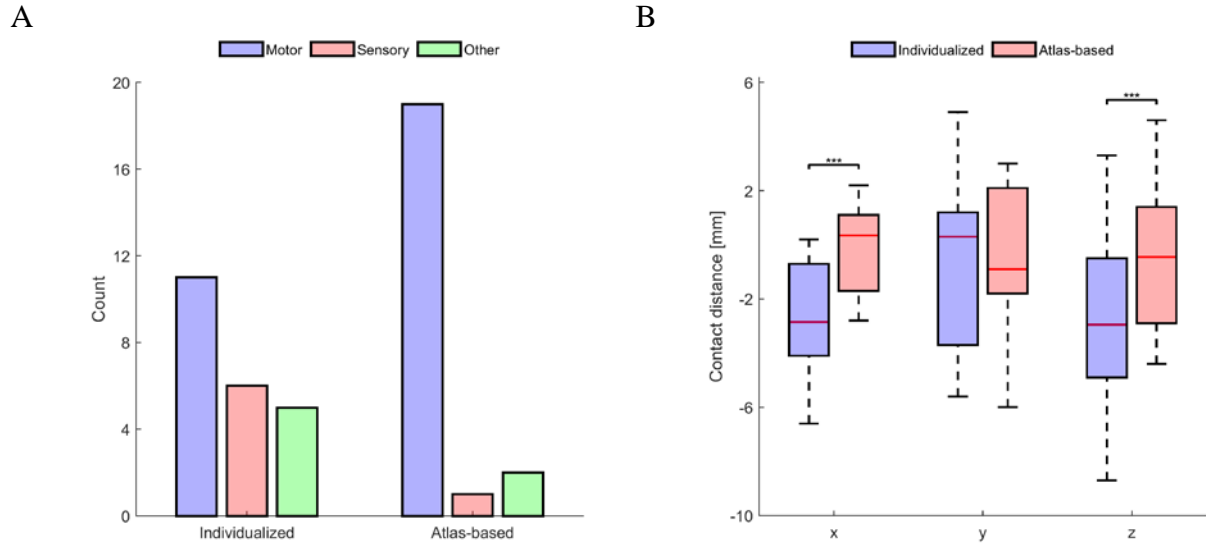 A
B
Motor Sensory Other
Individualized Atlas-based
20
16
12
8
4
0
Count
Individualized Atlas-based
6
2
-2
-6
-10
Contact distance [mm]
***
***
x y z